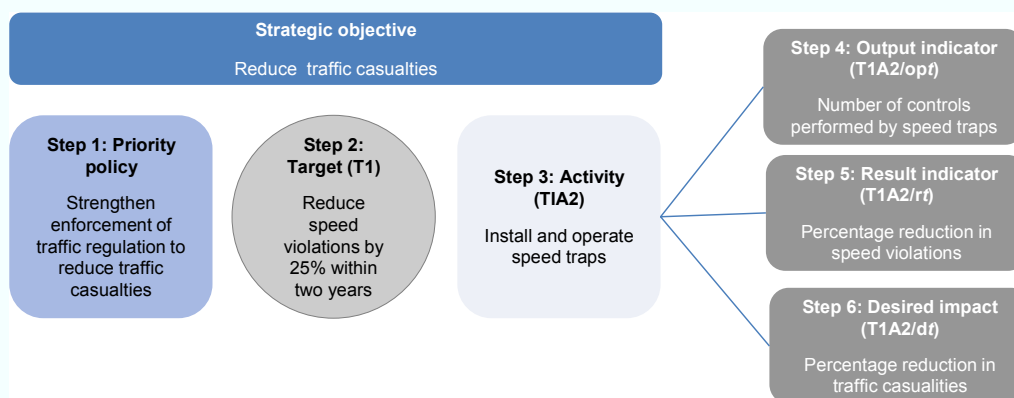 Strategic objective
Reduce traffic casualties
Step 1: Priority
policy
Strengthen
enforcement of
traffic regulation to
reduce traffic
casualties
Step 2:
Target (T1)
Reduce
speed
violations by
25% within
two years
Step 3: Activity
(TIA2)
Install and operate
speed traps
Step 4: Output indicator
(T1A2/opt)
Number of controls
performed by speed traps
Step 5: Result indicator
(T1A2/rt)
Percentage reduction in
speed violations
Step 6: Desired impact
(T1A2/dt)
Percentage reduction in
traffic casualities